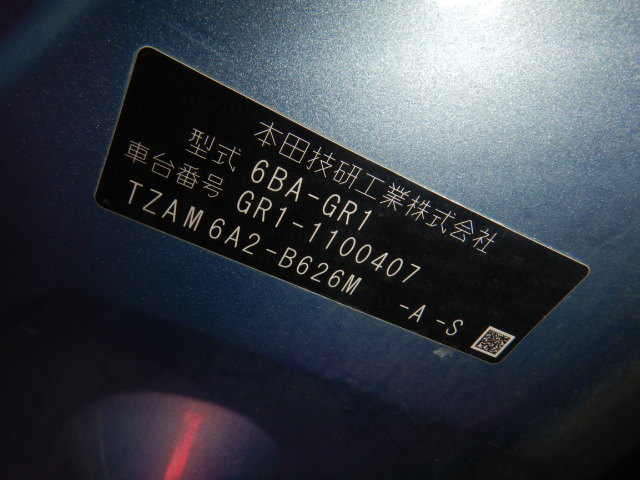 本田技研工業株式会社
型式 6BA-GR1
車台番号 GR1-1100407
TZAM6A2-B626M -A -S